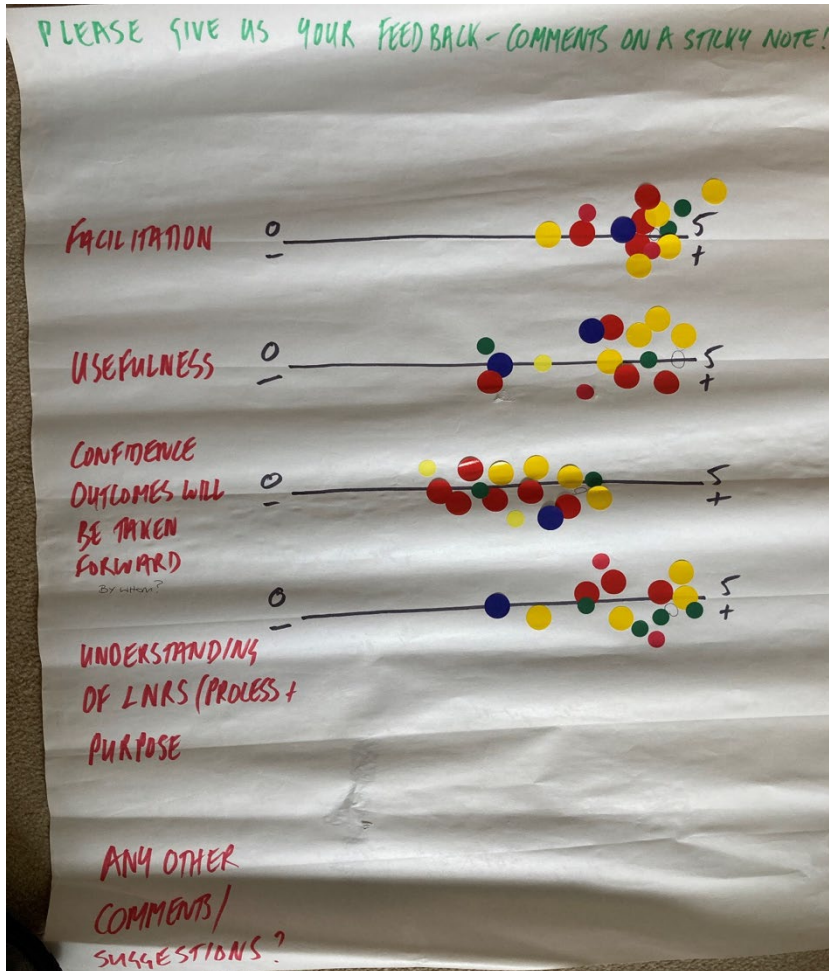 PLEASE GIVE US YOUR FEEDBACK - COMMENTS ON A STICKY NOTE!
FACILITATION 0 5
- +
USEFULNESS 0 5
- +
CONFIDENCE
OUTCOMES WILL 0 5
BE TAKEN - +
FORWARD
BY WHOM?
0 5
- +
UNDERSTANDING
OF LNRS (PROCESS +
PURPOSE
ANY OTHER
COMMENTS/
SUGGESTIONS?